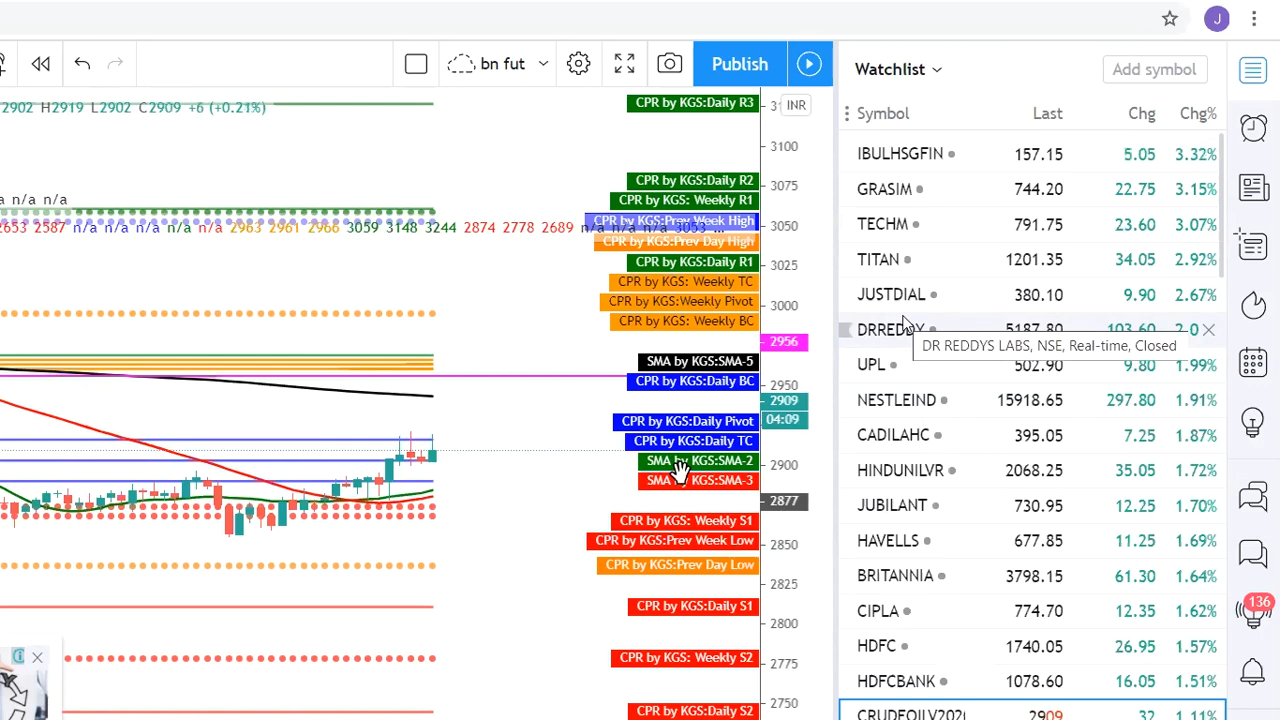 J
bn fut
Publish
Watchlist
Add symbol
2902 H2919 L2902 C2909 +6 (+0.21%)
CPR by KGS:Daily R3
INR
Symbol Last Chg Chg%
3100
IBULHSGFIN 157.15 5.05 3.32%
CPR by KGS:Daily R2
3075
GRASIM 744.20 22.75 3.15%
a n/a n/a
CPR by KGS:Weekly R1
CPR by KGS:Prev Week High
3050
TECHM 791.75 23.60 3.07%
2653 2587 n/a n/a n/a n/a n/a 2963 2961 2966 3059 3148 3244 2874 2778 2689 n/a n/a n/a 3053 ...
CPR by KGS:Prev Day High
CPR by KGS:Daily R1
3025
TITAN 1201.35 34.05 2.92%
CPR by KGS: Weekly TC
CPR by KGS:Weekly Pivot
3000
JUSTDIAL 380.10 9.90 2.67%
CPR by KGS: Weekly BC
DRREDDY 5187.80 103.60 2.0
2956
DR REDDYS LABS, NSE, Real-time, Closed
SMA by KGS:SMA-5
UPL 502.90 9.80 1.99%
CPR by KGS:Daily BC
2950
2909
NESTLEIND 15918.65 297.80 1.91%
CPR by KGS:Daily Pivot
04:09
CPR by KGS:Daily TC
CADILAHC 395.05 7.25 1.87%
SMA by KGS:SMA-2
2900
HINDUNILVR 2068.25 35.05 1.72%
SMA by KGS:SMA-3
2877
JUBILANT 730.95 12.25 1.70%
CPR by KGS: Weekly S1
CPR by KGS:Prev Week Low
2850
HAVELLS 677.85 11.25 1.69%
CPR by KGS:Prev Day Low
2825
BRITANNIA 3798.15 61.30 1.64%
CPR by KGS:Daily S1
2800
CIPLA 774.70 12.35 1.62%
136
HDFC 1740.05 26.95 1.57%
CPR by KGS: Weekly S2
2775
HDFCBANK 1078.60 16.05 1.51%
2750
CPR by KGS:Daily S2
2909 32 1.11%